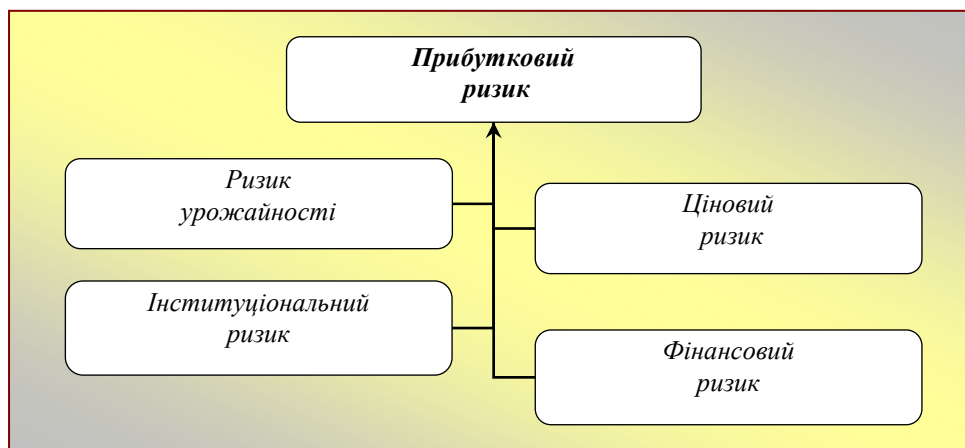 Прибутковий
ризик
Ризик
урожайності
Ціновий
ризик
Інституціональний
ризик
Фінансовий
ризик